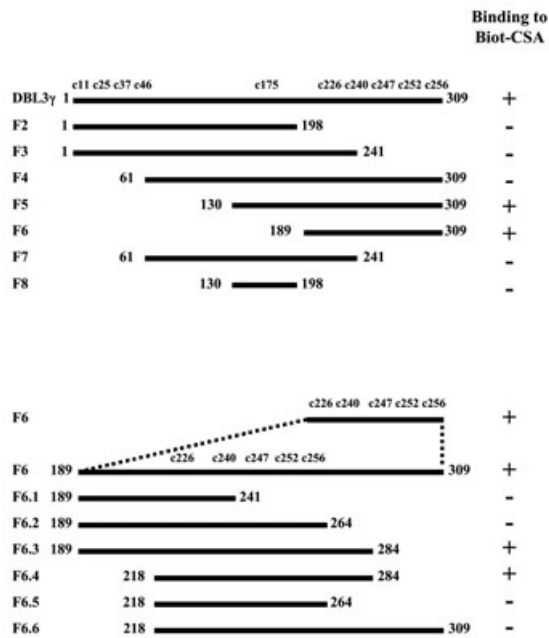 Binding to
Biot-CSA
c11 c25 c37 c46 c175 c226 c240 c247 c252 c256
DBL3γ 1 309 +
F2 1 198 -
F3 1 241 -
F4 61 309 -
F5 130 309 +
F6 189 309 +
F7 61 241 -
F8 130 198 -
c226 c240 c247 c252 c256
F6 +
c226 c240 c247 c252 c256
F6 189 309 +
F6.1 189 241 -
F6.2 189 264 -
F6.3 189 284 +
F6.4 218 284 +
F6.5 218 264 -
F6.6 218 309 -